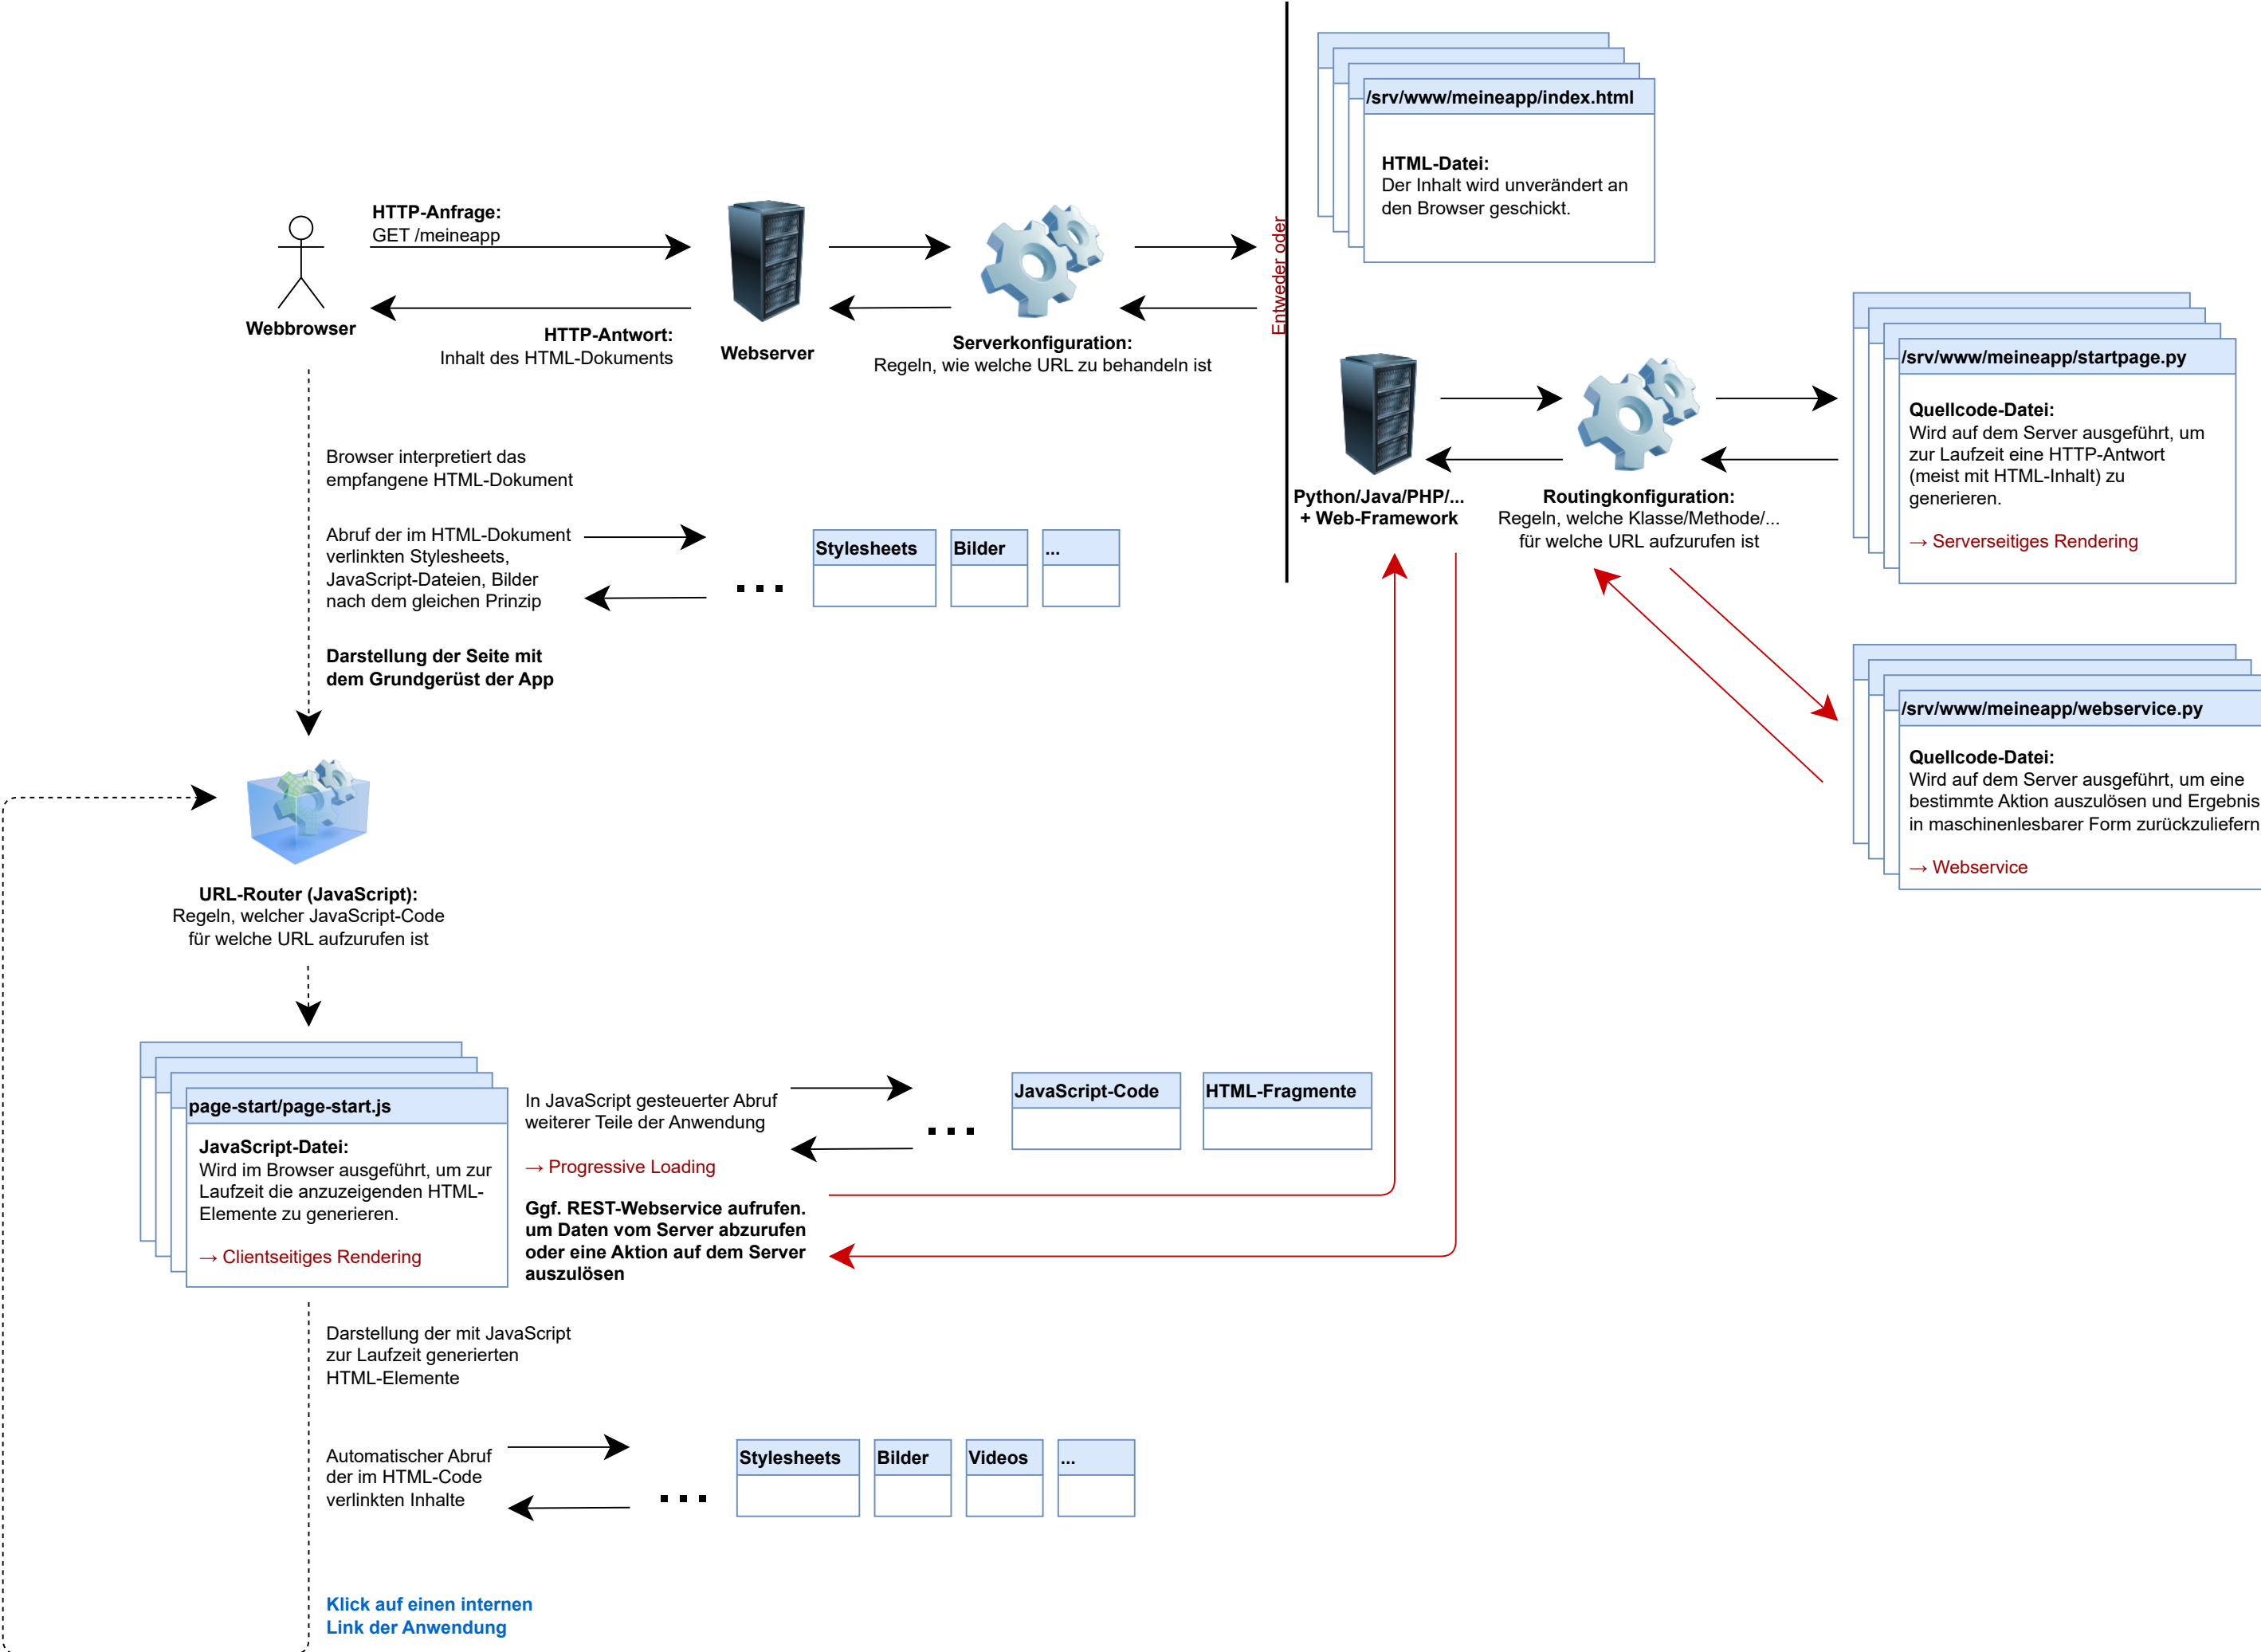 /srv/www/meineapp/index.html
HTML-Datei:
Der Inhalt wird unverändert an
den Browser geschickt.
HTTP-Anfrage:
GET /meineapp
Webbrowser
HTTP-Antwort:
Inhalt des HTML-Dokuments
Webserver
Serverkonfiguration:
Regeln, wie welche URL zu behandeln ist
Entweder oder
Python/Java/PHP/...
+ Web-Framework
Routingkonfiguration:
Regeln, welche Klasse/Methode/...
für welche URL aufzurufen ist
/srv/www/meineapp/startpage.py
Quellcode-Datei:
Wird auf dem Server ausgeführt, um
zur Laufzeit eine HTTP-Antwort
(meist mit HTML-Inhalt) zu
generieren.
→ Serverseitiges Rendering
Browser interpretiert das
empfangene HTML-Dokument
Abruf der im HTML-Dokument
verlinkten Stylesheets,
JavaScript-Dateien, Bilder
nach dem gleichen Prinzip
...
Stylesheets
Bilder
...
Darstellung der Seite mit
dem Grundgerüst der App
/srv/www/meineapp/webservice.py
Quellcode-Datei:
Wird auf dem Server ausgeführt, um eine
bestimmte Aktion auszulösen und Ergebnis
in maschinenlesbarer Form zurückzuliefern
→ Webservice
URL-Router (JavaScript):
Regeln, welcher JavaScript-Code
für welche URL aufzurufen ist
page-start/page-start.js
JavaScript-Datei:
Wird im Browser ausgeführt, um zur
Laufzeit die anzuzeigenden HTML-
Elemente zu generieren.
→ Clientseitiges Rendering
In JavaScript gesteuerter Abruf
weiterer Teile der Anwendung
→ Progressive Loading
...
JavaScript-Code
HTML-Fragmente
Ggf. REST-Webservice aufrufen.
um Daten vom Server abzurufen
oder eine Aktion auf dem Server
auszulösen
Darstellung der mit JavaScript
zur Laufzeit generierten
HTML-Elemente
Automatischer Abruf
der im HTML-Code
verlinkten Inhalte
...
Stylesheets
Bilder
Videos
...
Klick auf einen internen
Link der Anwendung